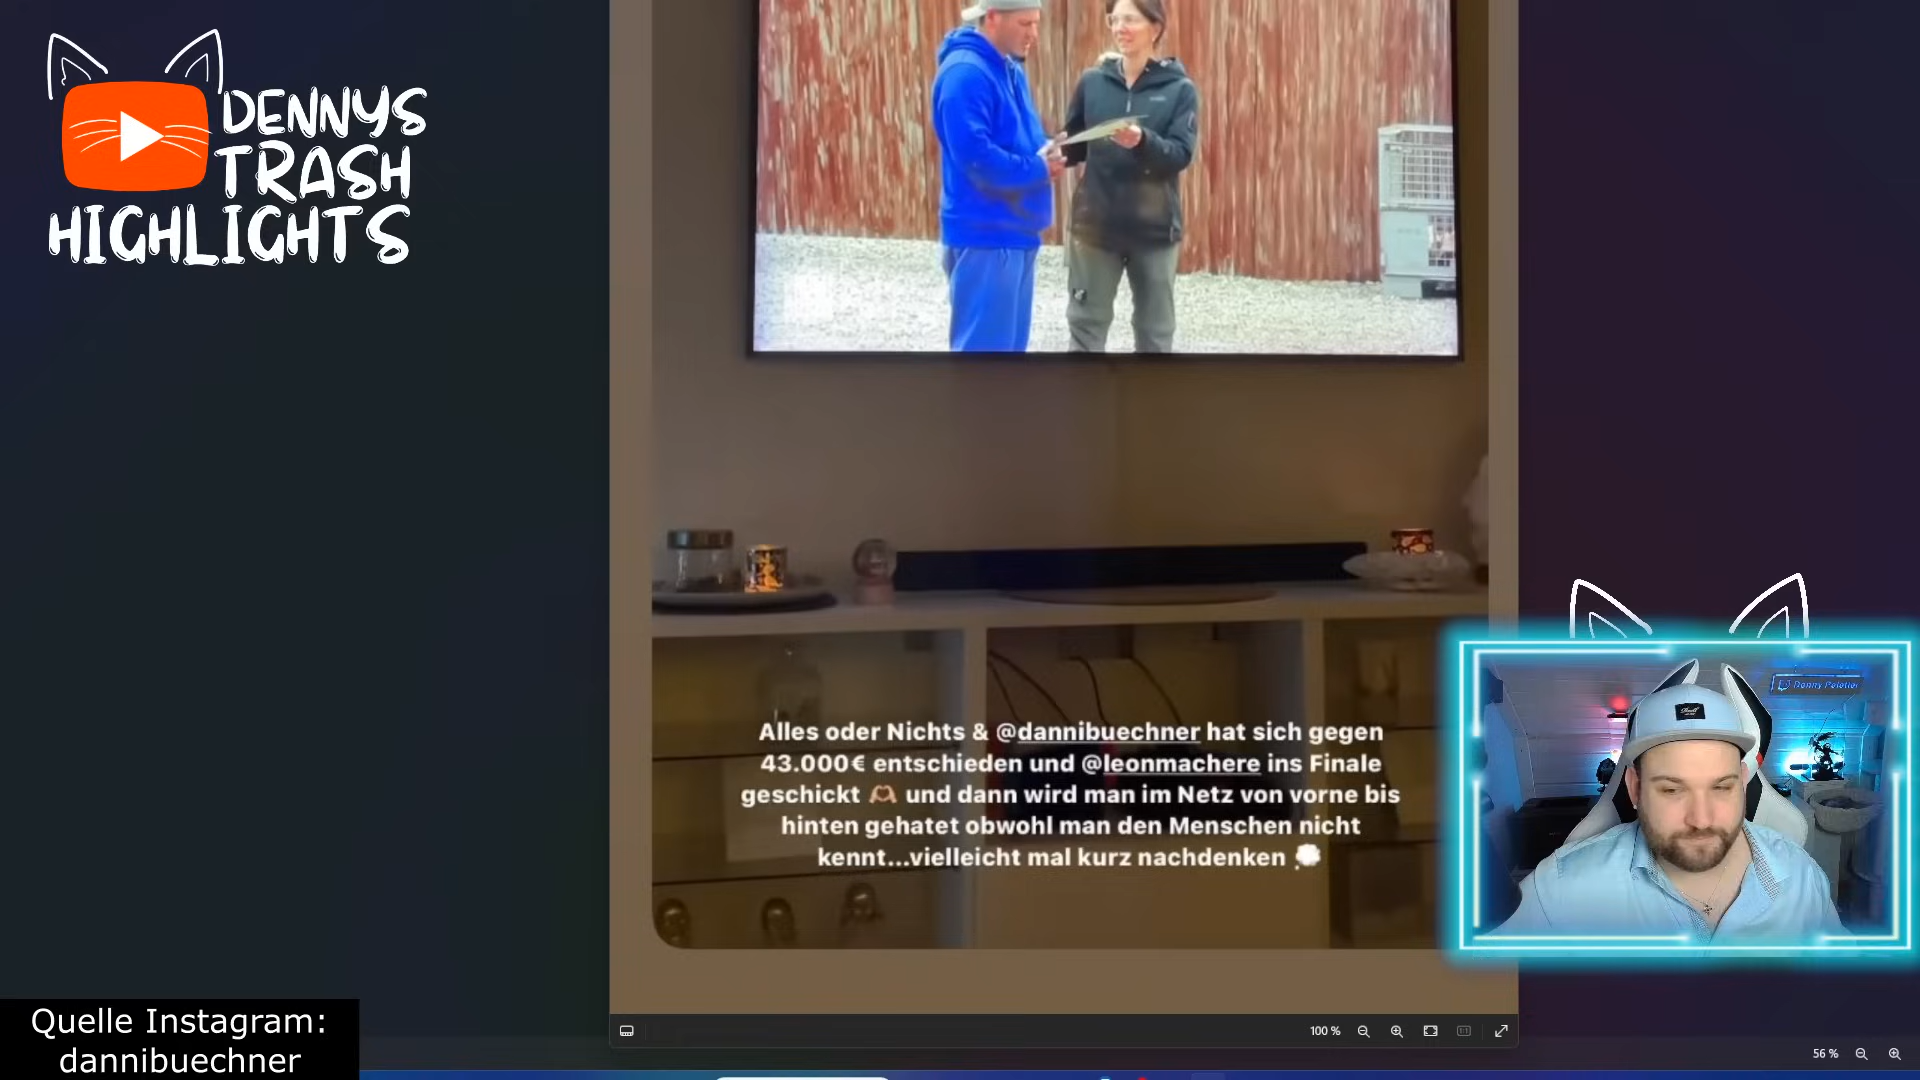 DENNYS
TRASH
HIGHLIGHTS
Alles oder Nichts & @dannibuechner hat sich gegen
43.000€ entschieden und @leonmachere ins Finale
geschickt 🫶🏽 und dann wird man im Netz von vorne bis
hinten gehatet obwohl man den Menschen nicht
kennt...vielleicht mal kurz nachdenken 💭
Quelle Instagram:
dannibuechner
100 %
56 %